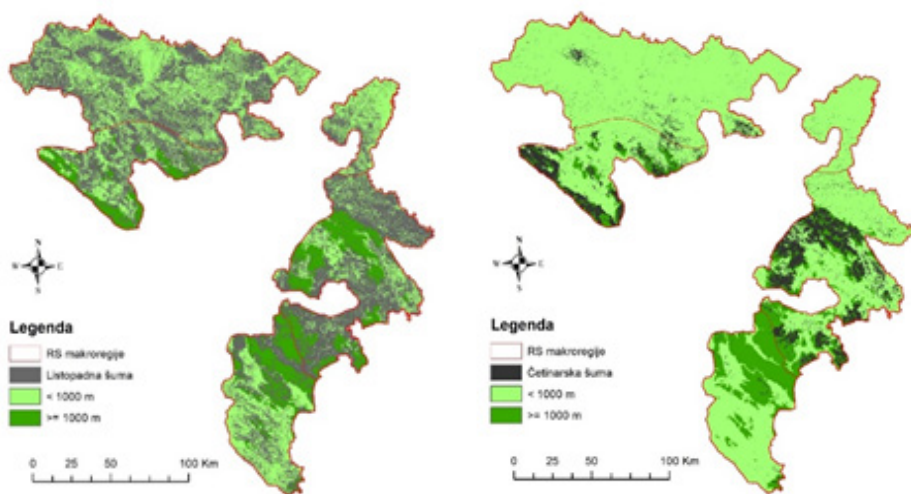 N
W E
S
Legenda
RS makroregije
Listopadna šuma
< 1000 m
>= 1000 m
0 25 50 100 Km
N
W E
S
Legenda
RS makroregije
Četinarska šuma
< 1000 m
>= 1000 m
0 25 50 100 Km